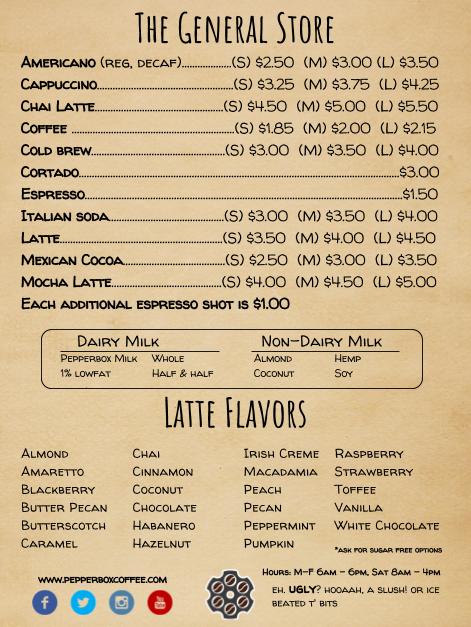 The General Store
Americano (reg, decaf)..................(S) $2.50 (M) $3.00 (L) $3.50
Cappuccino..................(S) $3.25 (M) $3.75 (L) $4.25
Chai Latte..................(S) $4.50 (M) $5.00 (L) $5.50
Coffee ..................(S) $1.85 (M) $2.00 (L) $2.15
Cold brew..................(S) $3.00 (M) $3.50 (L) $4.00
Cortado..................$3.00
Espresso..................$1.50
Italian soda..................(S) $3.00 (M) $3.50 (L) $4.00
Latte..................(S) $3.50 (M) $4.00 (L) $4.50
Mexican Cocoa..................(S) $2.50 (M) $3.00 (L) $3.50
Mocha Latte..................(S) $4.00 (M) $4.50 (L) $5.00
Each additional espresso shot is $1.00
Dairy Milk Non-Dairy Milk
Pepperbox Milk Whole Almond Hemp
1% lowfat Half & half Coconut Soy
Latte Flavors
Almond Chai Irish Creme Raspberry
Amaretto Cinnamon Macadamia Strawberry
Blackberry Coconut Peach Toffee
Butter Pecan Chocolate Pecan Vanilla
Butterscotch Habanero Peppermint White Chocolate
Caramel Hazelnut Pumpkin
*ask for sugar free options
www.pepperboxcoffee.com
Hours: M-F 6am - 6pm, Sat 8am - 4pm
eh, UGLY? hooaah, a slush! or ice
beated t' bits